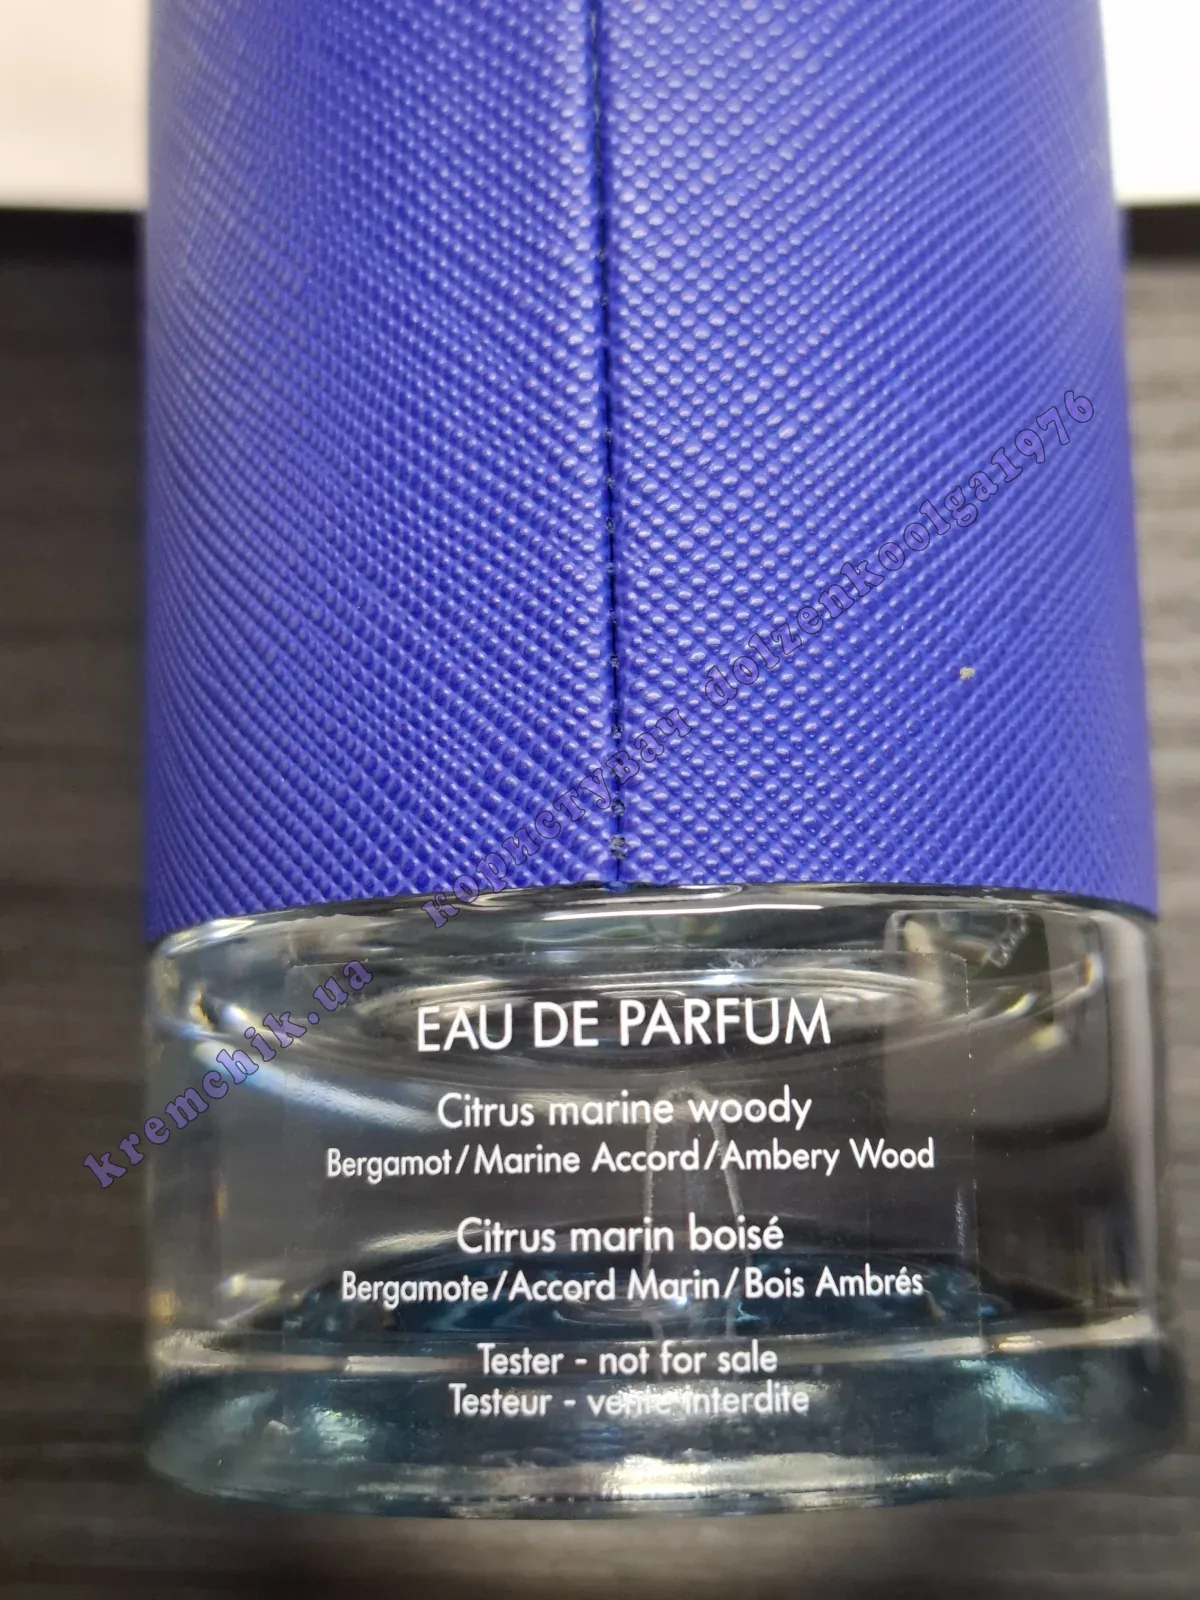 користувач dolzenkoolga1976
kremchik.ua
EAU DE PARFUM
Citrus marine woody
Bergamot/Marine Accord/Ambery Wood
Citrus marin boisé
Bergamote/Accord Marin/Bois Ambrés
Tester - not for sale
Testeur - vente interdite